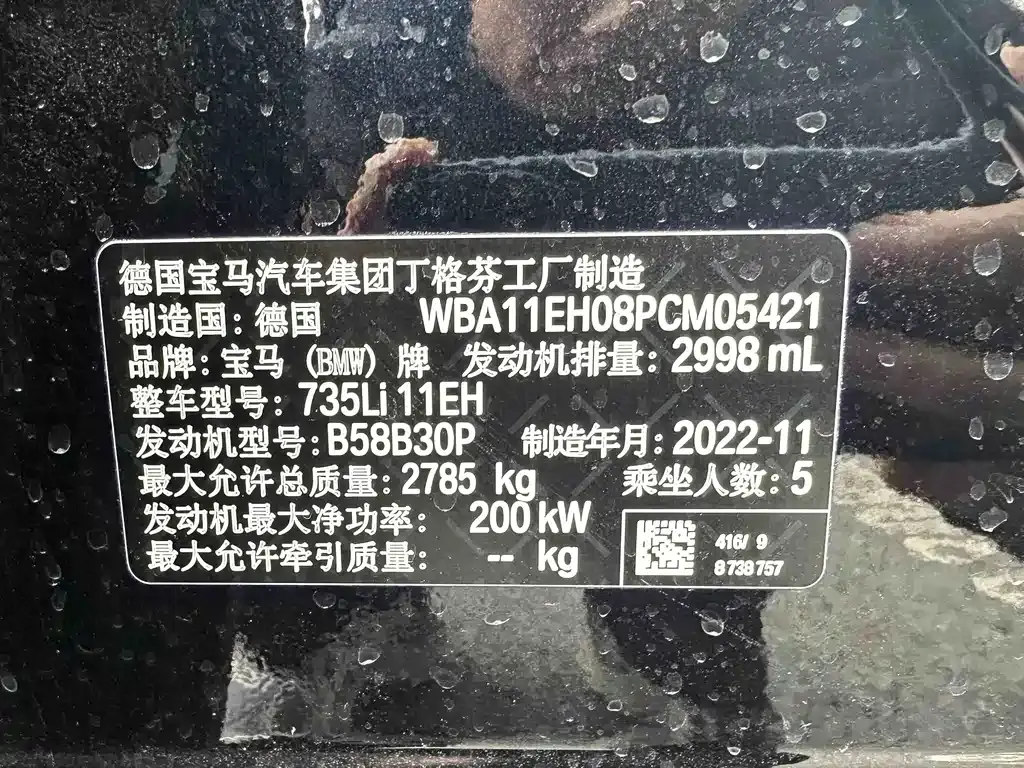 德国宝马汽车集团丁格芬工厂制造
制造国: 德国 WBA11EH08PCM05421
品牌: 宝马 (BMW) 牌 发动机排量: 2998 mL
整车型号: 735Li 11EH
发动机型号: B58B30P 制造年月: 2022-11
最大允许总质量: 2785 kg 乘坐人数: 5
发动机最大净功率: 200 kW
最大允许牵引质量: -- kg
416/ 9
8 738 757